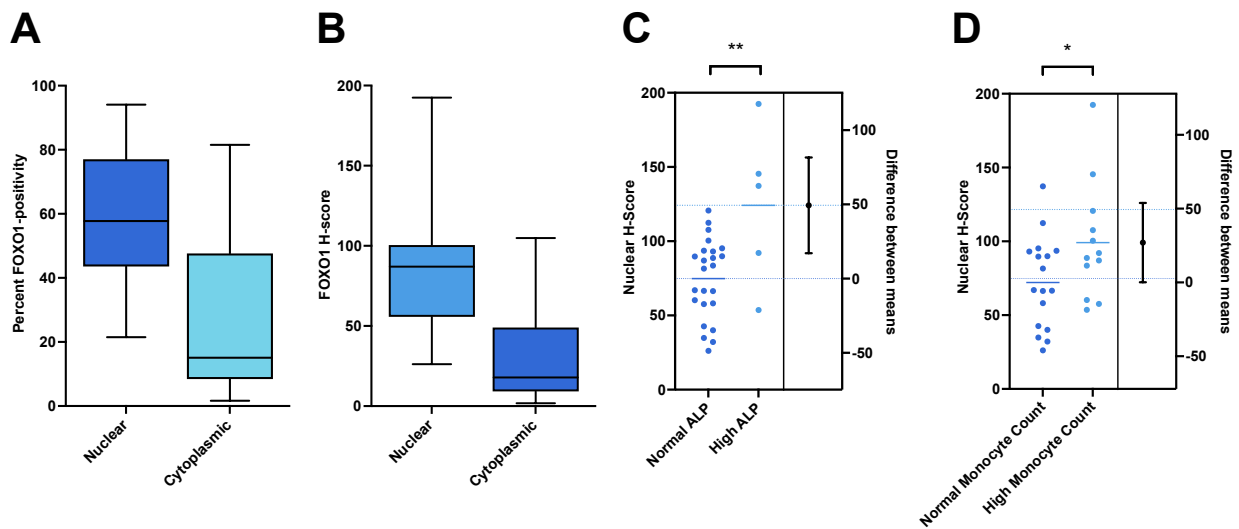 A
Percent FOXO1-positivity
100
80
60
40
20
0
Nuclear
Cytoplasmic
B
FOXO1 H-score
200
150
100
50
0
Nuclear
Cytoplasmic
C
**
Nuclear H-Score
200
150
100
50
0
Normal ALP
High ALP
100
50
0
-50
Difference between means
D
*
Nuclear H-Score
200
150
100
50
0
Normal Monocyte Count
High Monocyte Count
100
50
0
-50
Difference between means